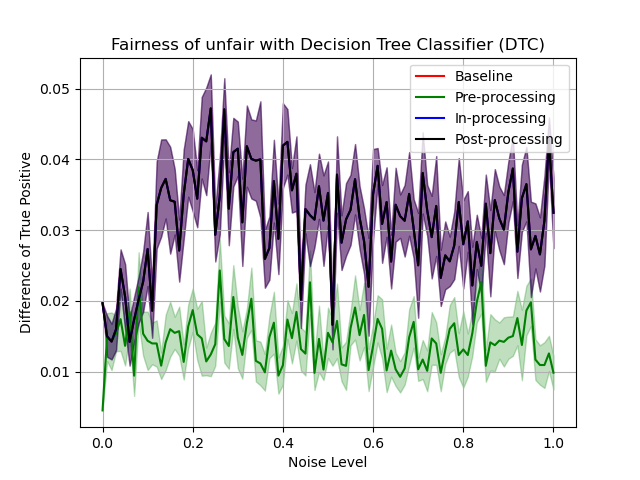 Fairness of unfair with Decision Tree Classifier (DTC)
Baseline
Pre-processing
In-processing
Post-processing
Difference of True Positive
0.05
0.04
0.03
0.02
0.01
0.0 0.2 0.4 0.6 0.8 1.0
Noise Level